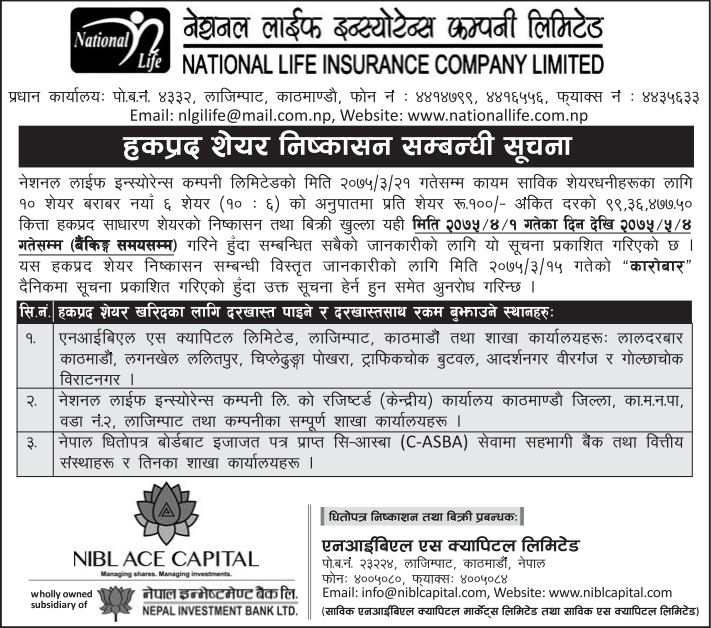 National Life
नेशनल लाईफ इन्स्योरेन्स कम्पनी लिमिटेड
NATIONAL LIFE INSURANCE COMPANY LIMITED
प्रधान कार्यालयः पो.ब.नं. ४३३२, लाजिम्पाट, काठमाण्डौ, फोन नं : ४४१४७९९, ४४१६५५६, फ्याक्स नं : ४४३५६३३
Email: nlgilife@mail.com.np, Website: www.nationallife.com.np
हकप्रद शेयर निष्कासन सम्बन्धी सूचना
नेशनल लाईफ इन्स्योरेन्स कम्पनी लिमिटेडको मिति २०७५/३/२१ गतेसम्म कायम साविक शेयरधनीहरूका लागि
१० शेयर बराबर नयाँ ६ शेयर (१० : ६) को अनुपातमा प्रति शेयर रू.१००/- अंकित दरको ९९,३६,४७७.५०
कित्ता हकप्रद साधारण शेयरको निष्कासन तथा बिक्री खुल्ला यही मिति २०७५/४/१ गतेका दिन देखि २०७५/५/४
गतेसम्म (बैंकिङ्ग समयसम्म) गरिने हुँदा सम्बन्धित सबैको जानकारीको लागि यो सूचना प्रकाशित गरिएको छ ।
यस हकप्रद शेयर निष्कासन सम्बन्धी विस्तृत जानकारीको लागि मिति २०७५/३/१५ गतेको "कारोबार"
दैनिकमा सूचना प्रकाशित गरिएको हुँदा उक्त सूचना हेर्न हुन समेत अनुरोध गरिन्छ ।
सि.नं. हकप्रद शेयर खरिदका लागि दरखास्त पाइने र दरखास्तसाथ रकम बुझाउने स्थानहरूः
१. एनआईबिएल एस क्यापिटल लिमिटेड, लाजिम्पाट, काठमाडौं तथा शाखा कार्यालयहरूः लालदरबार
काठमाडौं, लगनखेल ललितपुर, चिप्लेढुङ्गा पोखरा, ट्राफिकचोक बुटवल, आदर्शनगर वीरगंज र गोल्छाचोक
विराटनगर ।
२. नेशनल लाईफ इन्स्योरेन्स कम्पनी लि. को रजिष्टर्ड (केन्द्रीय) कार्यालय काठमाण्डौ जिल्ला, का.म.न.पा,
वडा नं.२, लाजिम्पाट तथा कम्पनीका सम्पूर्ण शाखा कार्यालयहरू ।
३. नेपाल धितोपत्र बोर्डबाट इजाजत पत्र प्राप्त सि-आस्बा (C-ASBA) सेवामा सहभागी बैंक तथा वित्तीय
संस्थाहरू र तिनका शाखा कार्यालयहरू ।
NIBL ACE CAPITAL
Managing shares. Managing investments.
wholly owned subsidiary of
नेपाल इन्भेष्टमेण्ट बैंक लि.
NEPAL INVESTMENT BANK LTD.
धितोपत्र निष्काशन तथा बिक्री प्रबन्धकः
एनआईबिएल एस क्यापिटल लिमिटेड
पो.ब.नं. २३२२४, लाजिम्पाट, काठमाडौं, नेपाल
फोनः ४००५०८०, फ्याक्सः ४००५०८४
Email: info@niblcapital.com, Website: www.niblcapital.com
(साविक एनआईबिएल क्यापिटल मार्केट्स लिमिटेड तथा साविक एस क्यापिटल लिमिटेड)